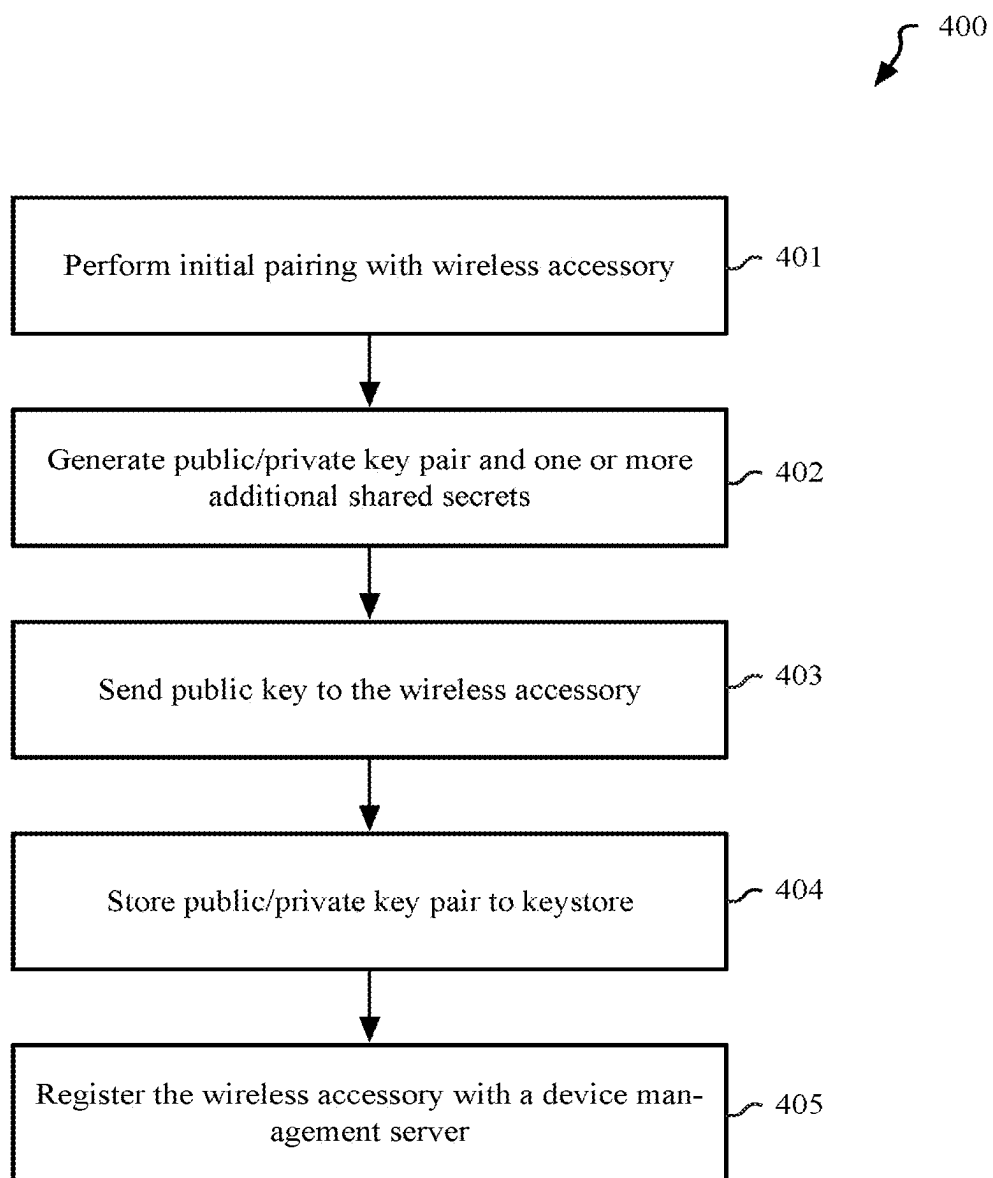 400
Perform initial pairing with wireless accessory
401
Generate public/private key pair and one or more
additional shared secrets
402
Send public key to the wireless accessory
403
Store public/private key pair to keystore
404
Register the wireless accessory with a device man-
agement server
405